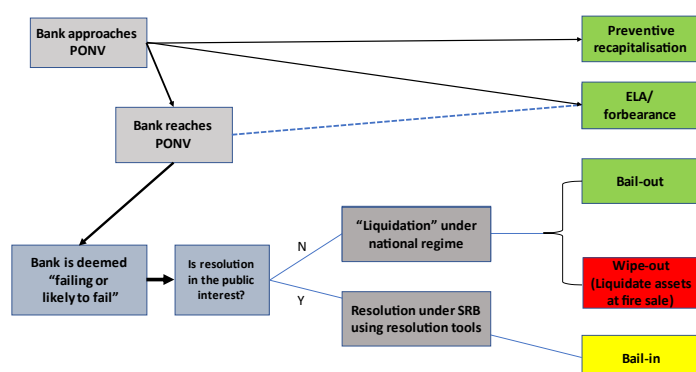 Bank approaches
PONV
Preventive
recapitalisation
ELA/
forbearance
Bank reaches
PONV
Bail-out
Bank is deemed
“failing or
likely to fail”
Is resolution
in the public
interest?
N
Y
“Liquidation” under
national regime
Resolution under SRB
using resolution tools
Wipe-out
(Liquidate assets
at fire sale)
Bail-in